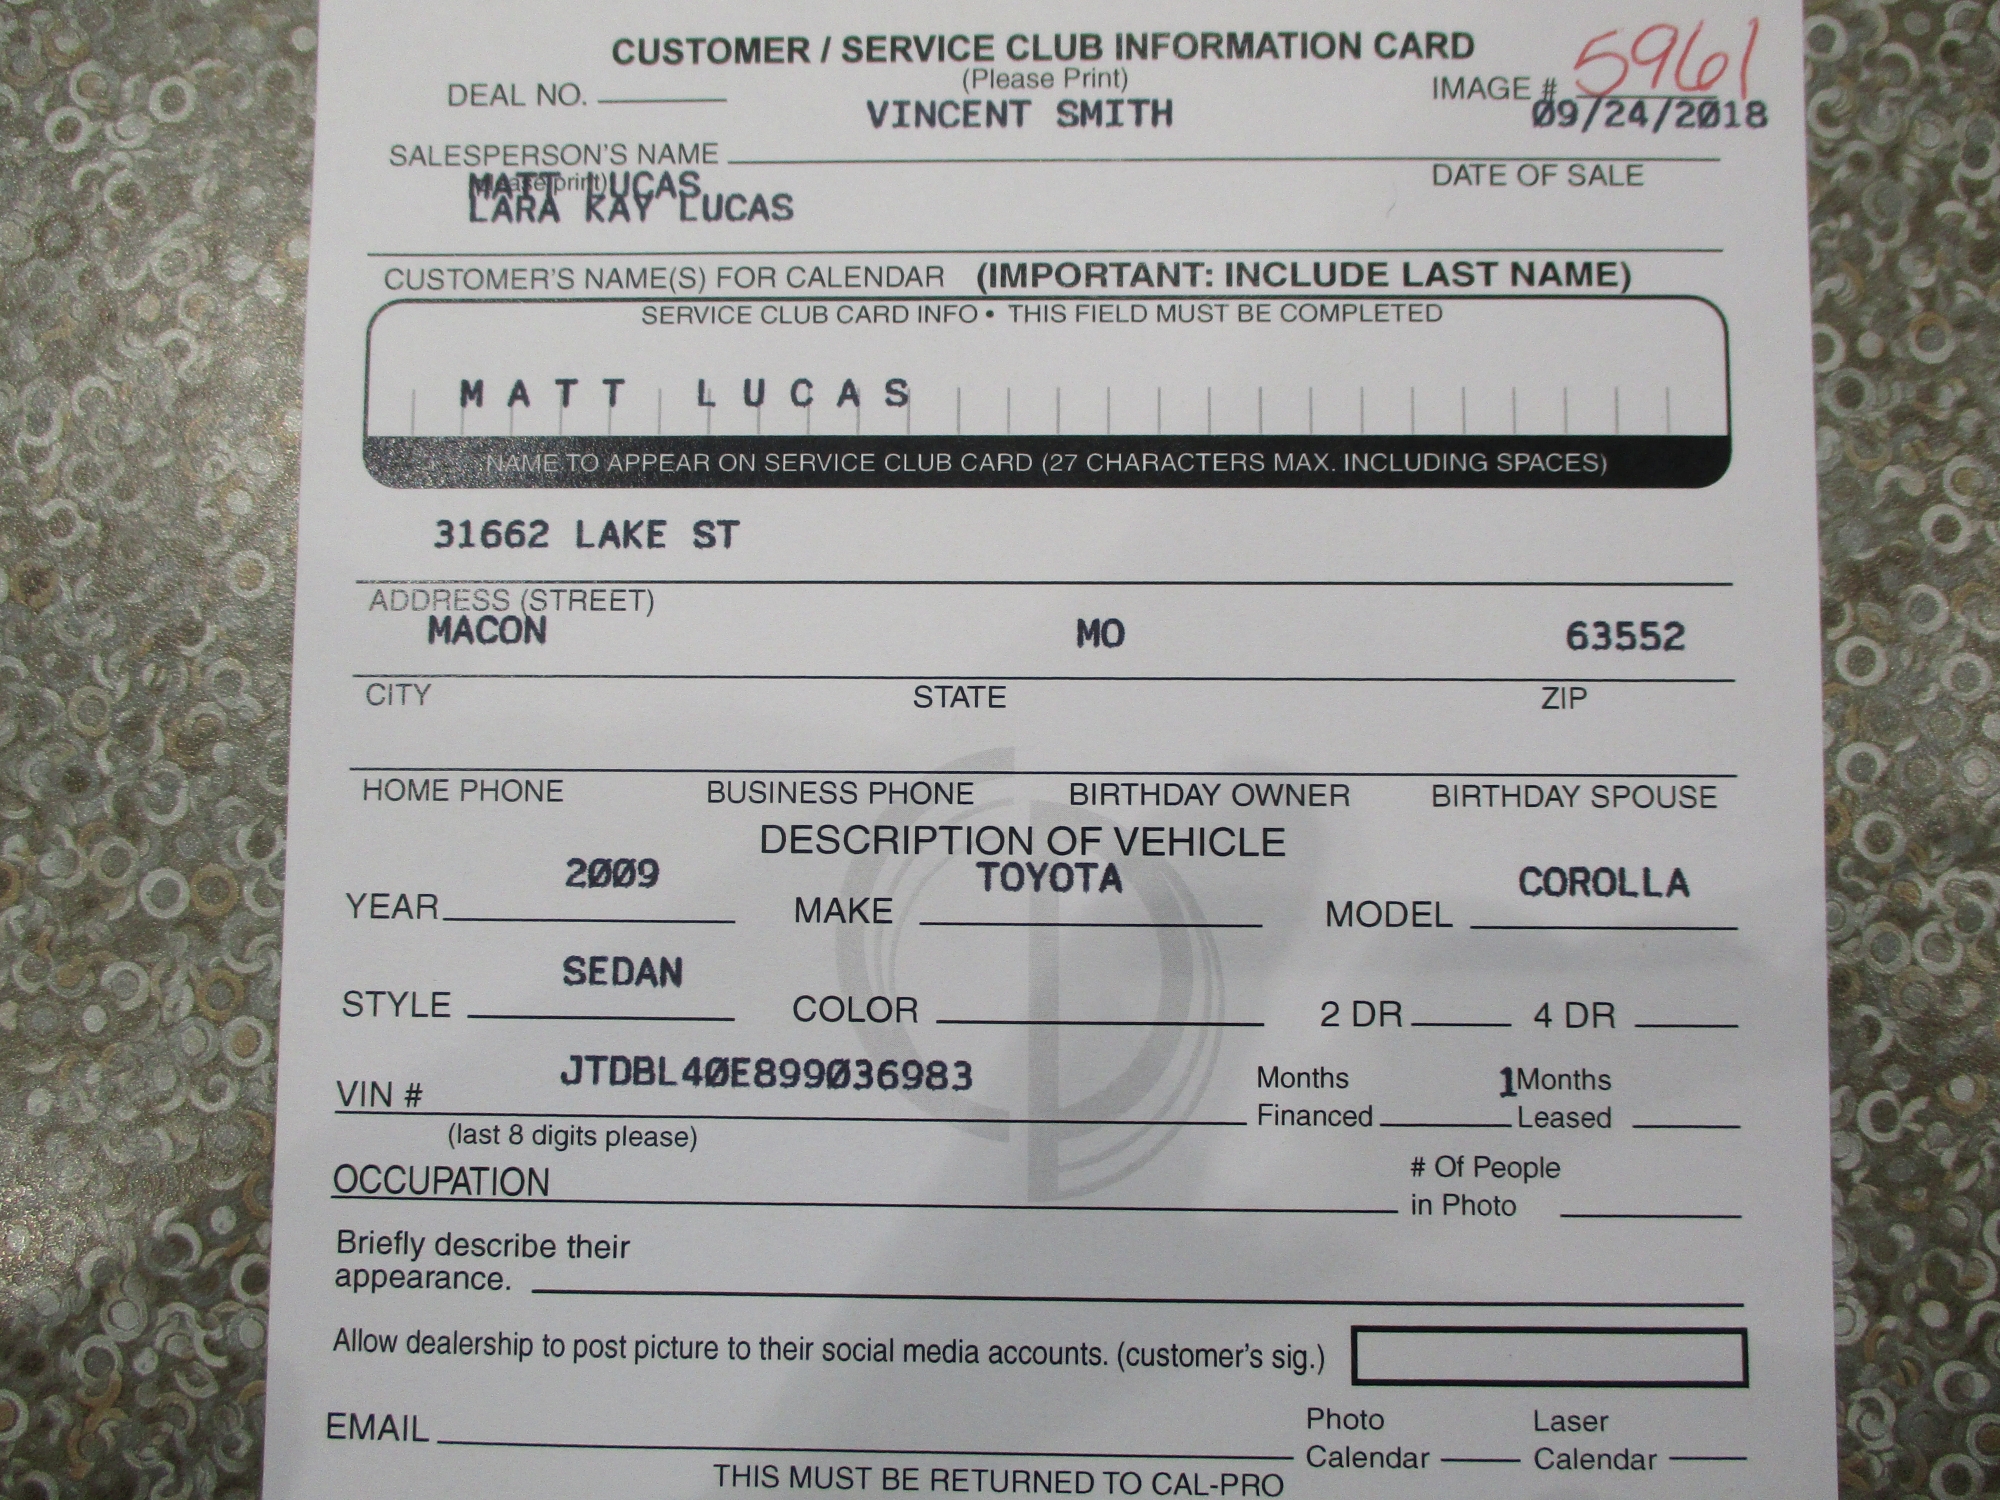 CUSTOMER / SERVICE CLUB INFORMATION CARD
(Please Print)
DEAL NO.
IMAGE # 5961
VINCENT SMITH 09/24/2018
SALESPERSON'S NAME
(please print)
DATE OF SALE
MATT LUCAS
LARA KAY LUCAS
CUSTOMER'S NAME(S) FOR CALENDAR (IMPORTANT: INCLUDE LAST NAME)
SERVICE CLUB CARD INFO • THIS FIELD MUST BE COMPLETED
MATT LUCAS
NAME TO APPEAR ON SERVICE CLUB CARD (27 CHARACTERS MAX. INCLUDING SPACES)
31662 LAKE ST
ADDRESS (STREET)
MACON MO 63552
CITY STATE ZIP
HOME PHONE BUSINESS PHONE BIRTHDAY OWNER BIRTHDAY SPOUSE
DESCRIPTION OF VEHICLE
2009 TOYOTA COROLLA
YEAR MAKE MODEL
SEDAN
STYLE COLOR 2 DR 4 DR
JTDBL40E899036983
VIN #
Months Financed 1
Months Leased
(last 8 digits please)
OCCUPATION
# Of People
in Photo
Briefly describe their
appearance.
Allow dealership to post picture to their social media accounts. (customer's sig.)
EMAIL
Photo Calendar
Laser Calendar
THIS MUST BE RETURNED TO CAL-PRO